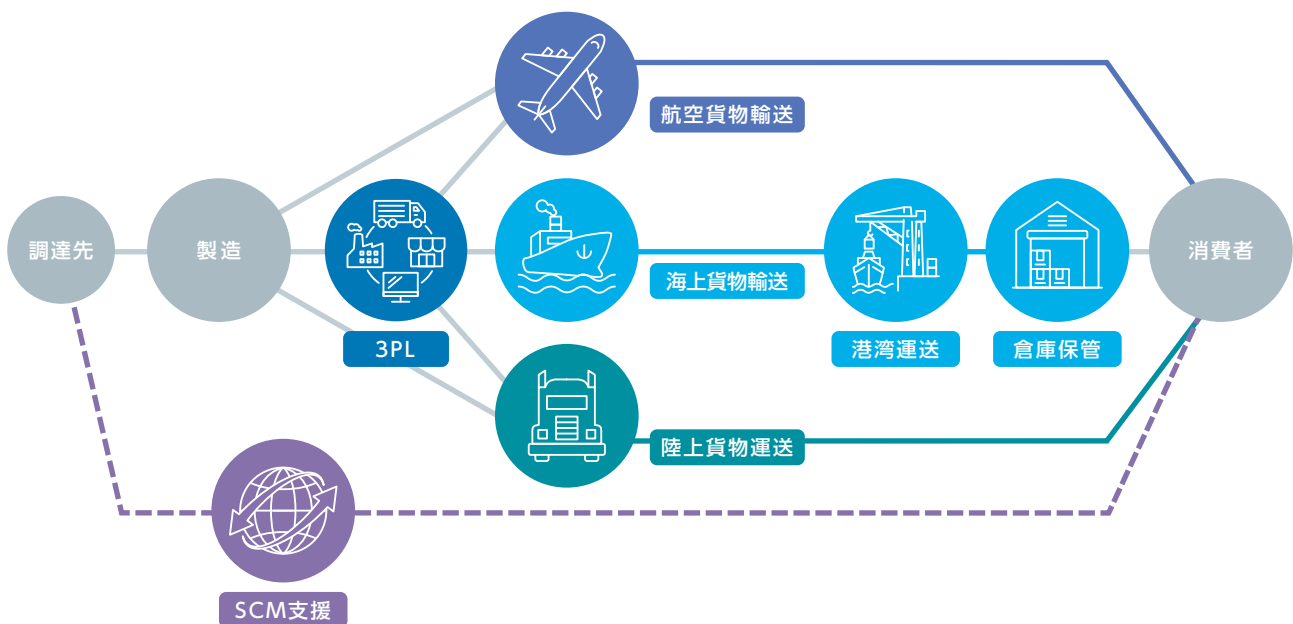 航空貨物輸送
調達先
製造
消費者
海上貨物輸送
3PL
港湾運送
倉庫保管
陸上貨物運送
SCM支援